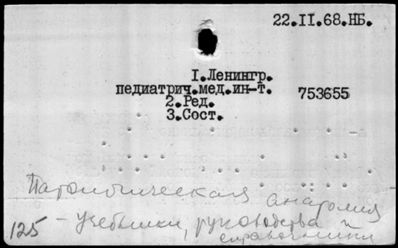 22.II.68.НБ.
I.Ленингр.
педиатрич.мед.ин-т.
753655
2.Ред.
3.Сост.
Патологическая анатомия
125 - учебники, руководства и
справочники